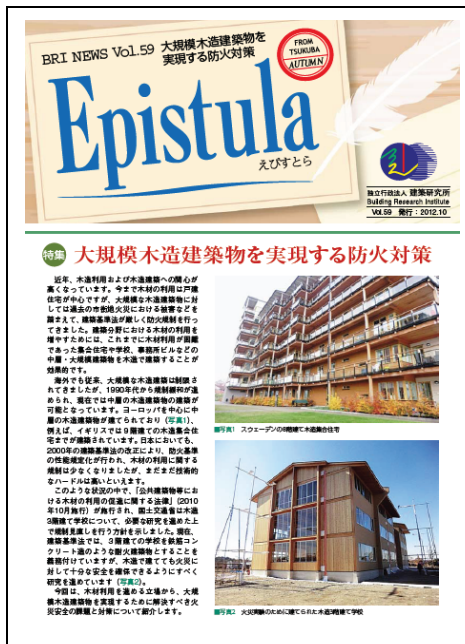 BRI NEWS Vol.59 大規模木造建築物を
実現する防火対策
FROM
TSUKUBA
AUTUMN
Epistula
えぴすとら
独立行政法人 建築研究所
Building Research Institute
Vol.59 発行：2012.10
特集 大規模木造建築物を実現する防火対策
近年、木造利用および木造建築への関心が
高くなっています。今まで木材の利用は戸建
住宅が中心ですが、大規模な木造建築物に対
しては過去の市街地火災における被害などを
踏まえて、建築基準法が厳しく防火規制を行っ
てきました。建築分野における木材の利用を
増やすためには、これまでに木材利用が困難
であった集合住宅や学校、事務所ビルなどの
中層・大規模建築物を木造で建築することが
効果的です。
海外でも従来、大規模な木造建築は制限さ
れてきましたが、1990年代から規制緩和が進
められ、現在では中層の木造建築物の建築が
可能となっています。ヨーロッパを中心に中
層の木造建築物が建てられており（写真1）、
例えば、イギリスでは9階建ての木造集合住
宅までが建築されています。日本においても、
2000年の建築基準法の改正により、防火基準
の性能規定化が行われ、木材の利用に関する
規制は少なくなりましたが、まだまだ技術的
なハードルは高いといえます。
このような状況の中で、「公共建築物等にお
ける木材の利用の促進に関する法律」（2010
年10月施行）が施行され、国土交通省は木造
3階建て学校について、必要な研究を進めた上
で規制見直しを行う方針を示しました。現在、
建築基準法では、3階建ての学校を鉄筋コン
クリート造のような耐火建築物とすることを
義務付けていますが、木造で建てても火災に
対して十分な安全を確保できるようにすべく
研究を進めています（写真2）。
今回は、木材利用を進める立場から、大規
模木造建築物を実現するために解決すべき火
災安全の課題と対策について紹介します。
■写真1 スウェーデンの8階建て木造集合住宅
■写真2 火災実験のために建てられた木造3階建て学校